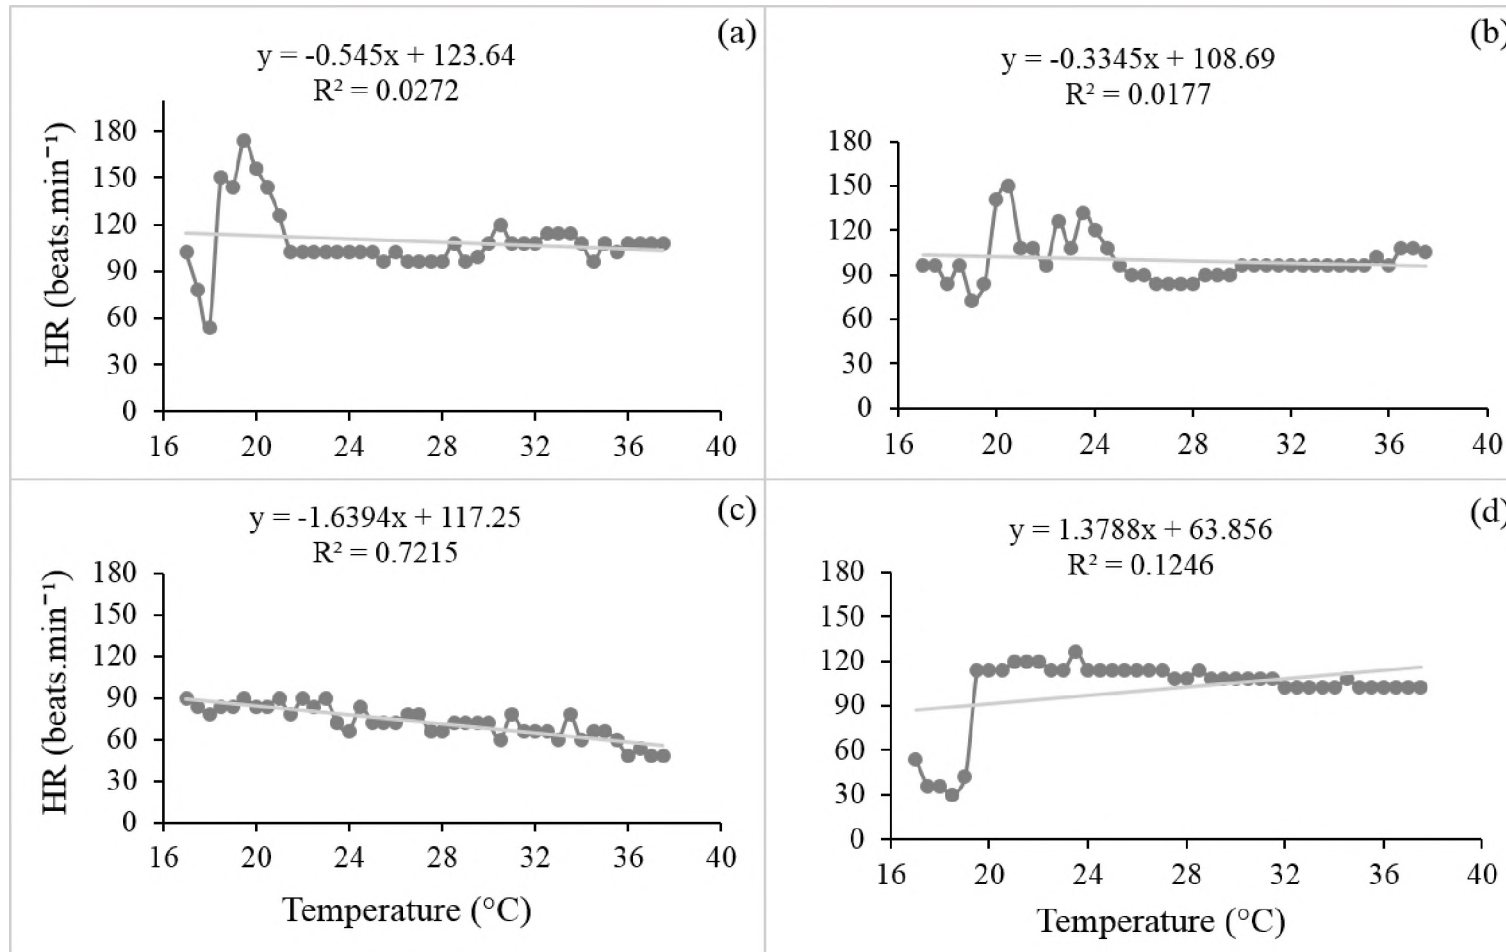 (a)
y = -0.545x + 123.64
R² = 0.0272
HR (beats.min⁻¹)
180
150
120
90
60
30
0
16 20 24 28 32 36 40
(b)
y = -0.3345x + 108.69
R² = 0.0177
180
150
120
90
60
30
0
16 20 24 28 32 36 40
(c)
y = -1.6394x + 117.25
R² = 0.7215
HR (beats.min⁻¹)
180
150
120
90
60
30
0
16 20 24 28 32 36 40
Temperature (°C)
(d)
y = 1.3788x + 63.856
R² = 0.1246
180
150
120
90
60
30
0
16 20 24 28 32 36 40
Temperature (°C)